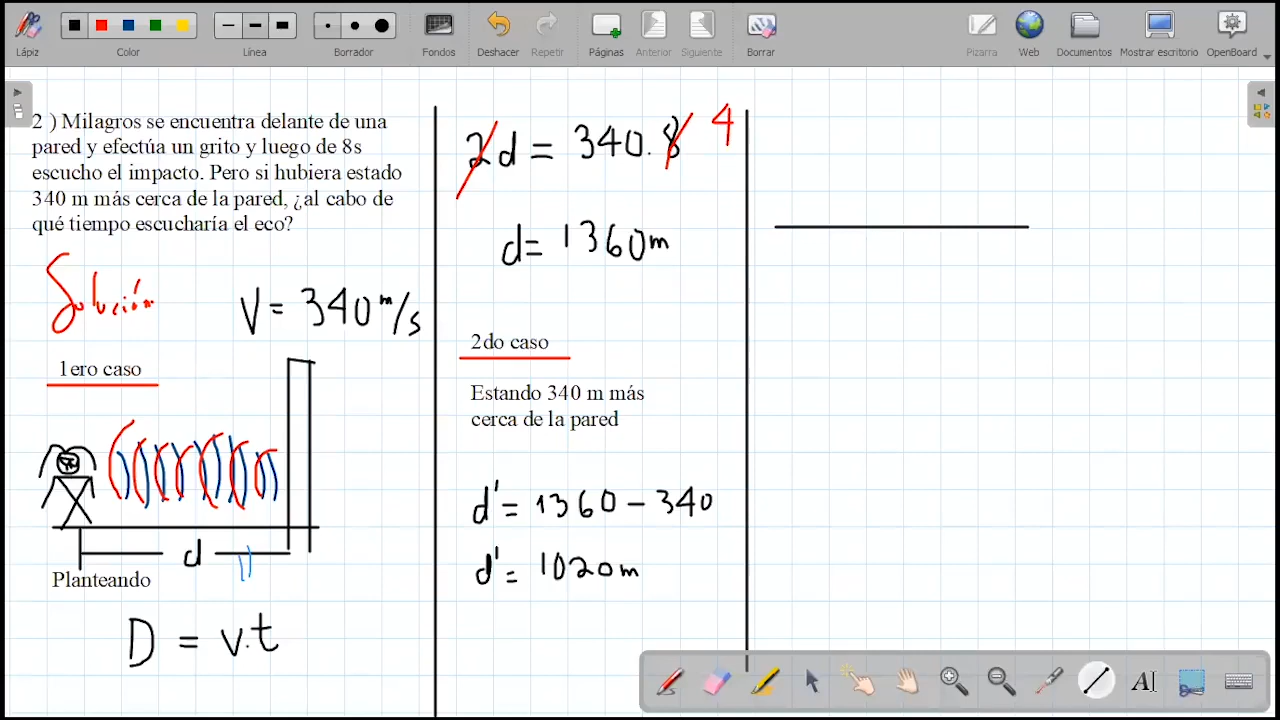 Lápiz
Color
Línea
Borrador
Fondos
Deshacer
Repetir
Páginas
Anterior
Siguiente
Borrar
Pizarra
Web
Documentos
Mostrar escritorio
OpenBoard
2 ) Milagros se encuentra delante de una
pared y efectúa un grito y luego de 8s
escucho el impacto. Pero si hubiera estado
340 m más cerca de la pared, ¿al cabo de
qué tiempo escucharía el eco?
Solución
V = 340 m/s
1ero caso
d
Planteando
D = v.t
2d = 340.8 4
d = 1360m
2do caso
Estando 340 m más
cerca de la pared
d' = 1360 - 340
d' = 1020m
AI